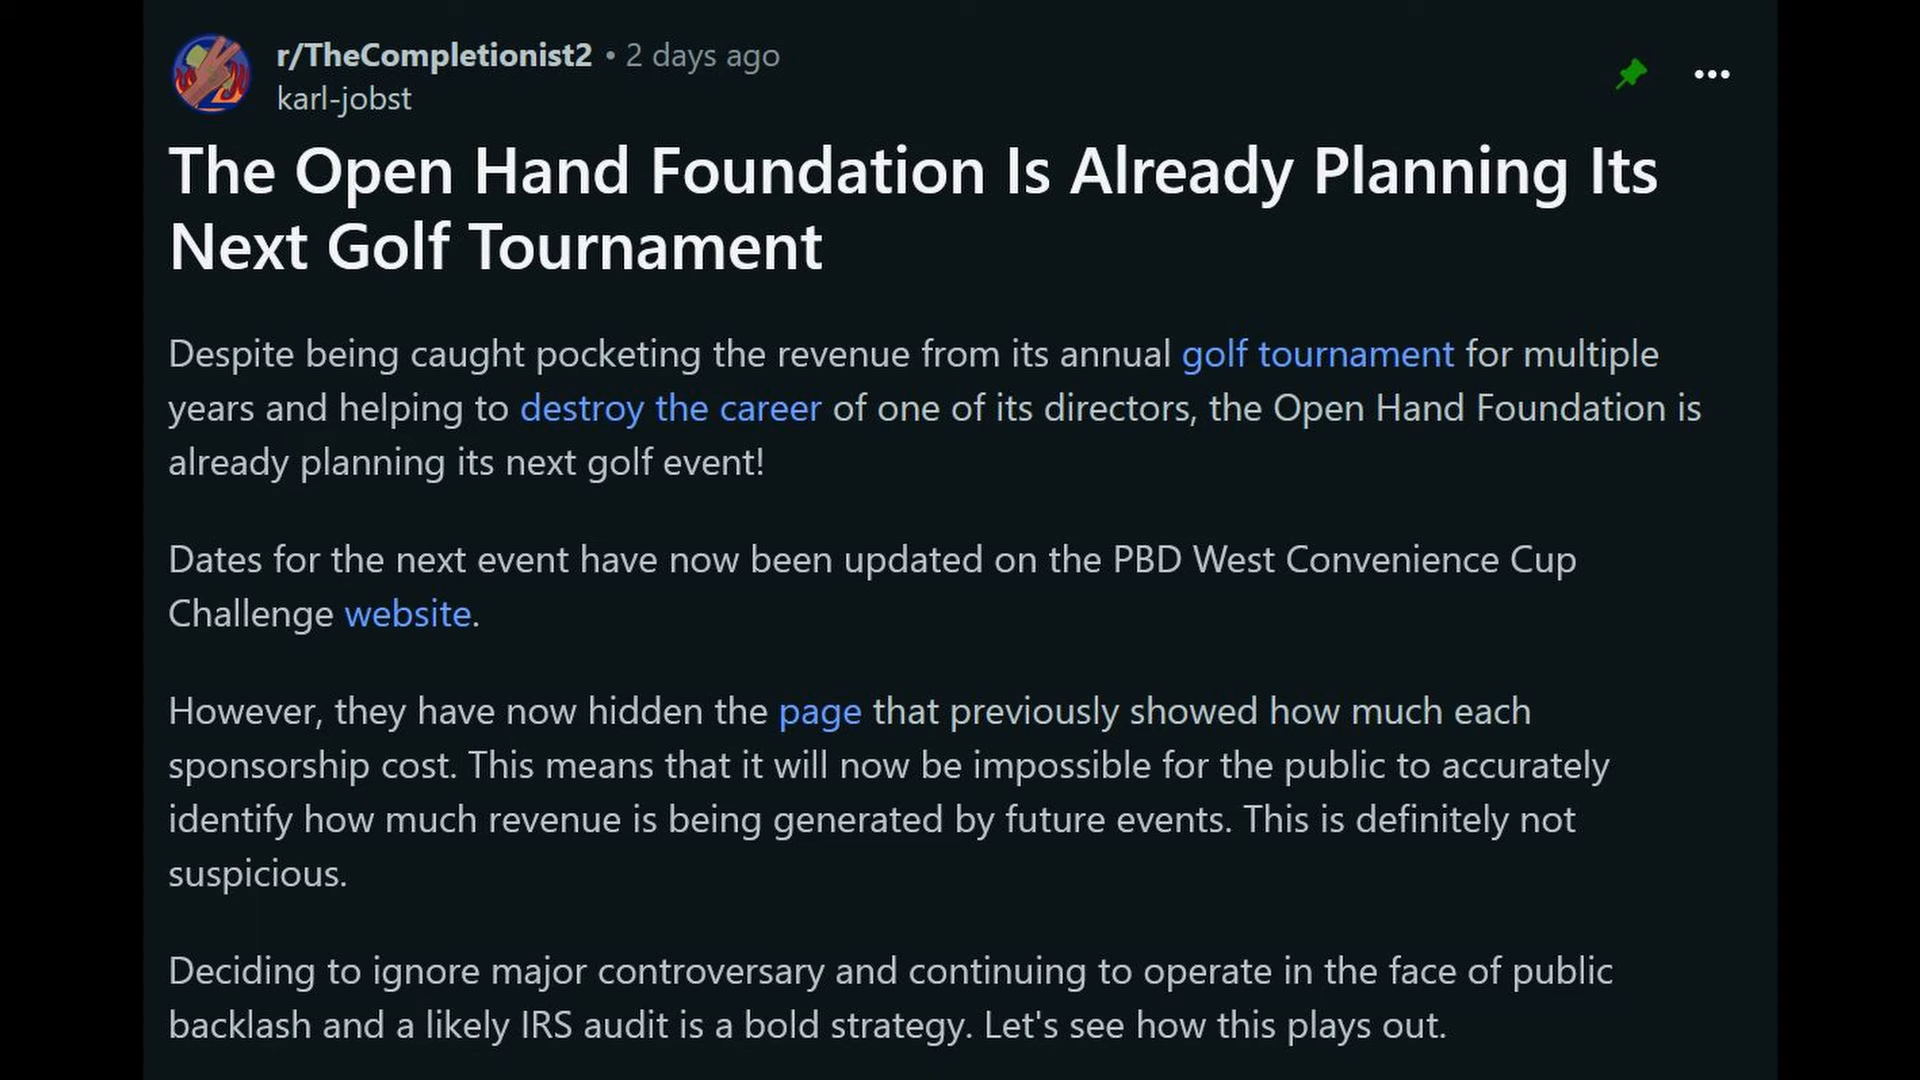 r/TheCompletionist2 • 2 days ago
karl-jobst
The Open Hand Foundation Is Already Planning Its
Next Golf Tournament
Despite being caught pocketing the revenue from its annual golf tournament for multiple
years and helping to destroy the career of one of its directors, the Open Hand Foundation is
already planning its next golf event!
Dates for the next event have now been updated on the PBD West Convenience Cup
Challenge website.
However, they have now hidden the page that previously showed how much each
sponsorship cost. This means that it will now be impossible for the public to accurately
identify how much revenue is being generated by future events. This is definitely not
suspicious.
Deciding to ignore major controversary and continuing to operate in the face of public
backlash and a likely IRS audit is a bold strategy. Let's see how this plays out.